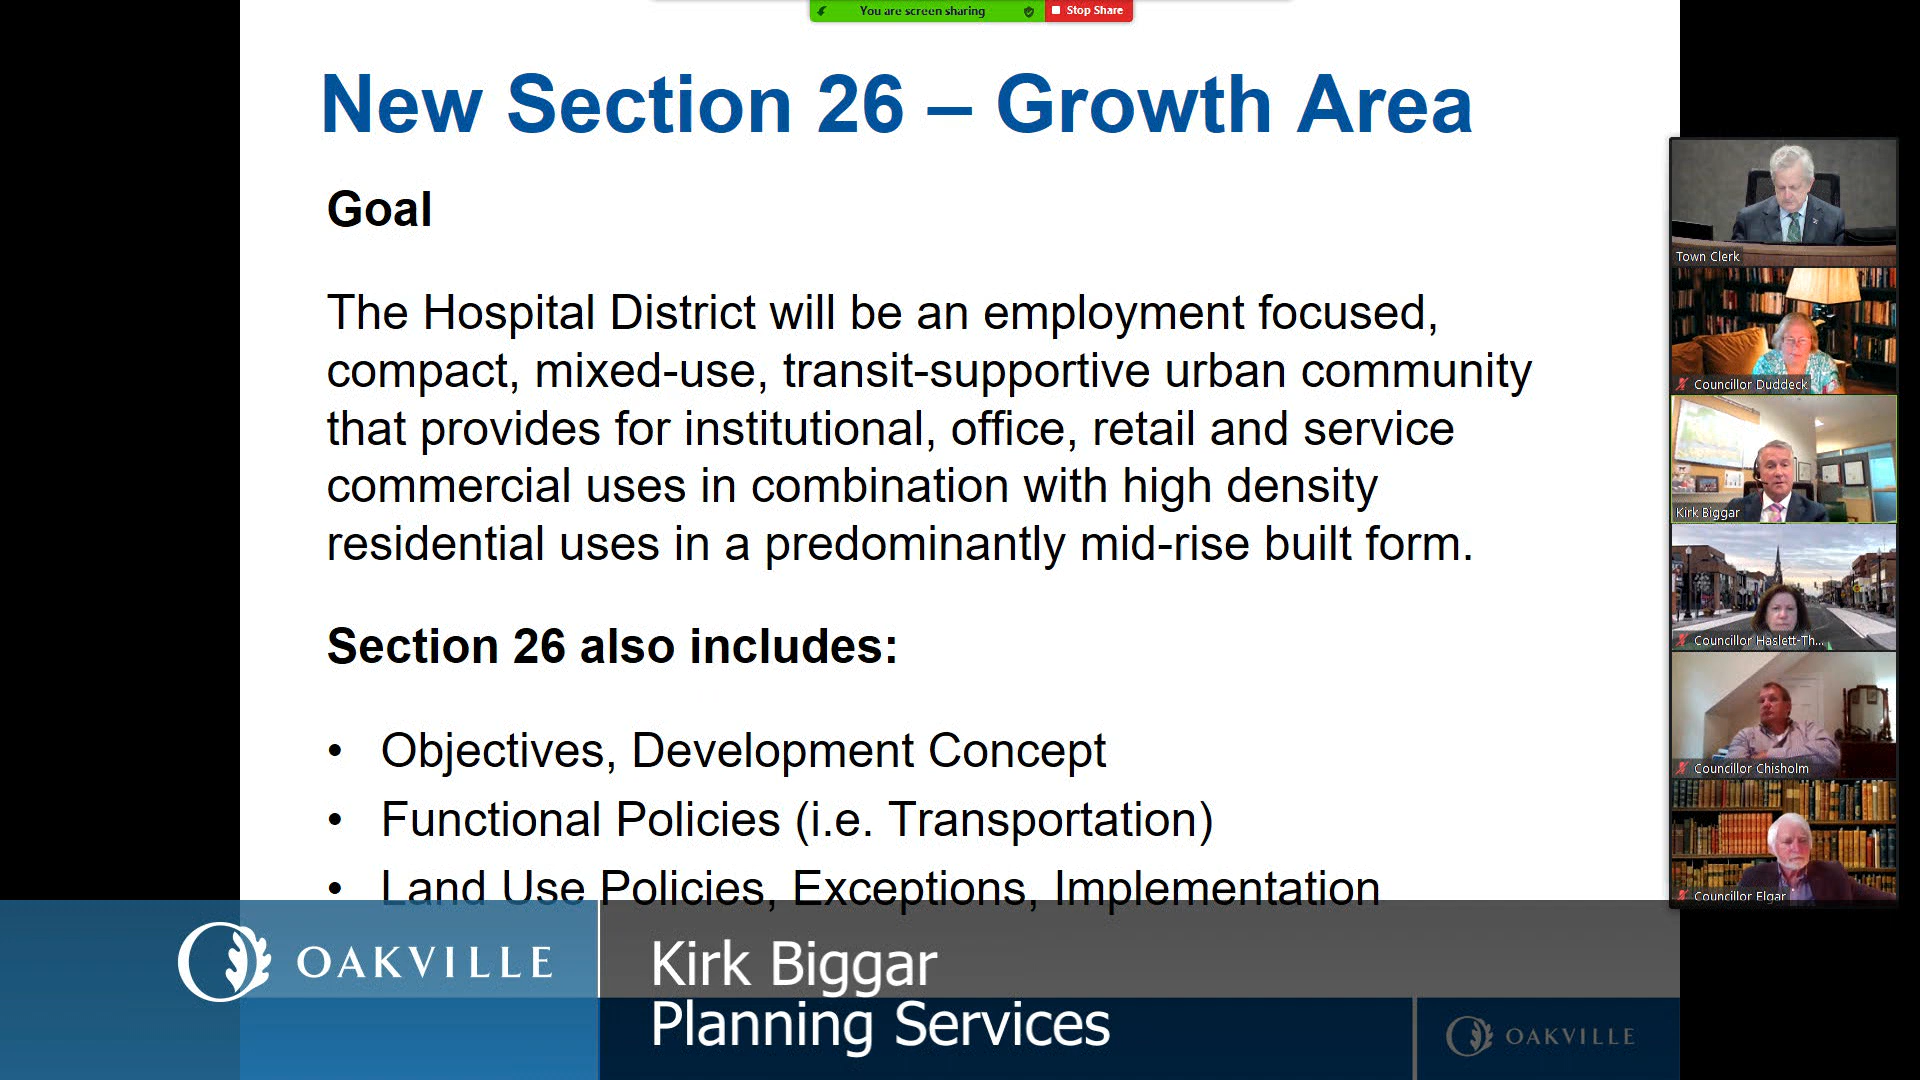 You are screen sharing
Stop Share
New Section 26 – Growth Area
Goal
The Hospital District will be an employment focused,
compact, mixed-use, transit-supportive urban community
that provides for institutional, office, retail and service
commercial uses in combination with high density
residential uses in a predominantly mid-rise built form.
Section 26 also includes:
• Objectives, Development Concept
• Functional Policies (i.e. Transportation)
• Land Use Policies, Exceptions, Implementation
Town Clerk
Councillor Duddeck
Kirk Biggar
Councillor Haslett-Th...
Councillor Chisholm
Councillor Elgar
OAKVILLE
Kirk Biggar
Planning Services
OAKVILLE